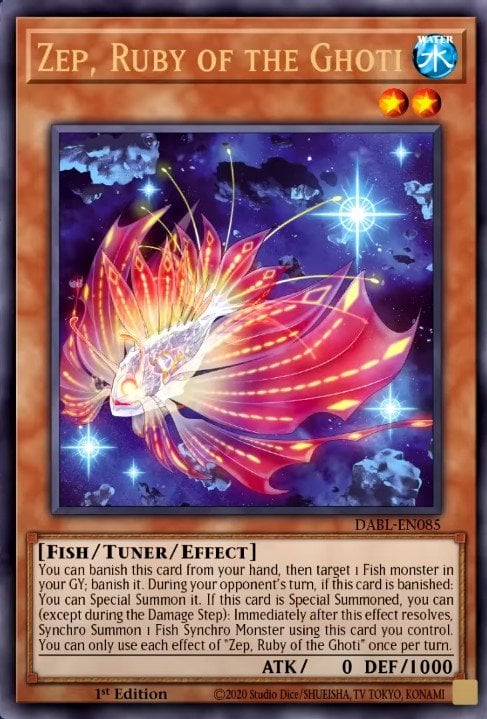 Zep, Ruby of the Ghoti
WATER
水
DABL-EN085
[Fish/Tuner/Effect]
You can banish this card from your hand, then target 1 Fish monster in
your GY; banish it. During your opponent's turn, if this card is banished:
You can Special Summon it. If this card is Special Summoned, you can
(except during the Damage Step): Immediately after this effect resolves,
Synchro Summon 1 Fish Synchro Monster using this card you control.
You can only use each effect of "Zep, Ruby of the Ghoti" once per turn.
ATK/ 0 DEF/1000
1st Edition ©2020 Studio Dice/SHUEISHA, TV TOKYO, KONAMI